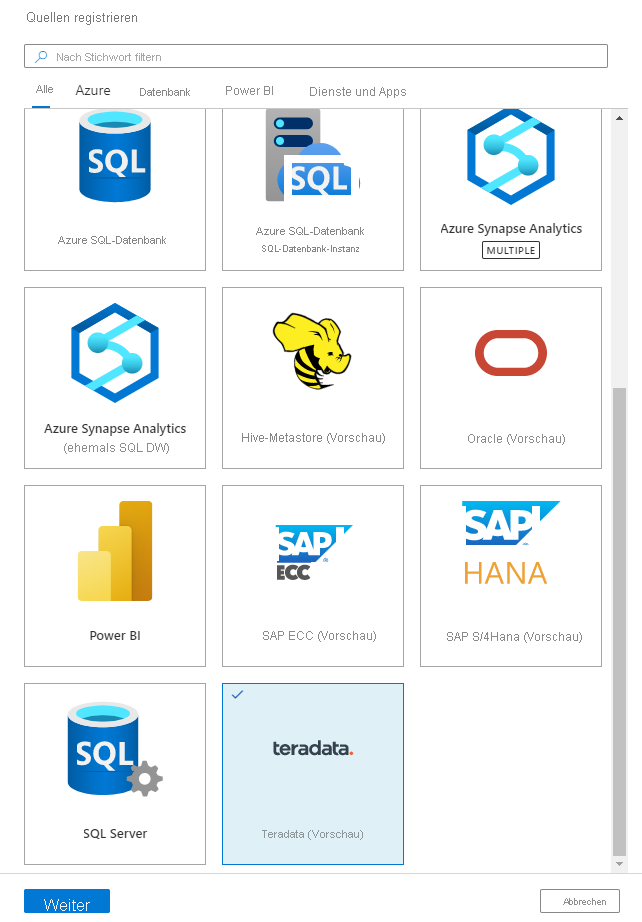 Quellen registrieren
Nach Stichwort filtern
Alle Azure Datenbank Power BI Dienste und Apps
SQL
Azure SQL-Datenbank
SQL
Azure SQL-Datenbank
SQL-Datenbank-Instanz
Azure Synapse Analytics
MULTIPLE
Azure Synapse Analytics
(ehemals SQL DW)
Hive-Metastore (Vorschau)
Oracle (Vorschau)
Power BI
SAP
ECC
SAP ECC (Vorschau)
SAP
HANA
SAP S/4Hana (Vorschau)
SQL
SQL Server
teradata.
Teradata (Vorschau)
Weiter
Abbrechen